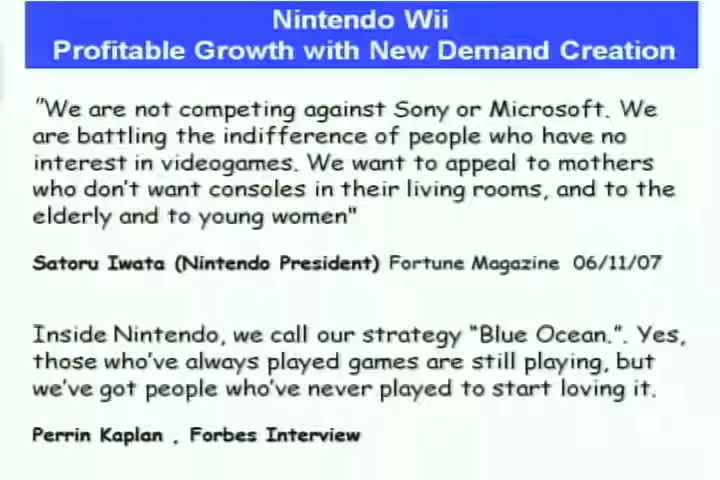 Nintendo Wii
Profitable Growth with New Demand Creation
"We are not competing against Sony or Microsoft. We
are battling the indifference of people who have no
interest in videogames. We want to appeal to mothers
who don't want consoles in their living rooms, and to the
elderly and to young women"
Satoru Iwata (Nintendo President) Fortune Magazine 06/11/07
Inside Nintendo, we call our strategy "Blue Ocean.". Yes,
those who've always played games are still playing, but
we've got people who've never played to start loving it.
Perrin Kaplan , Forbes Interview